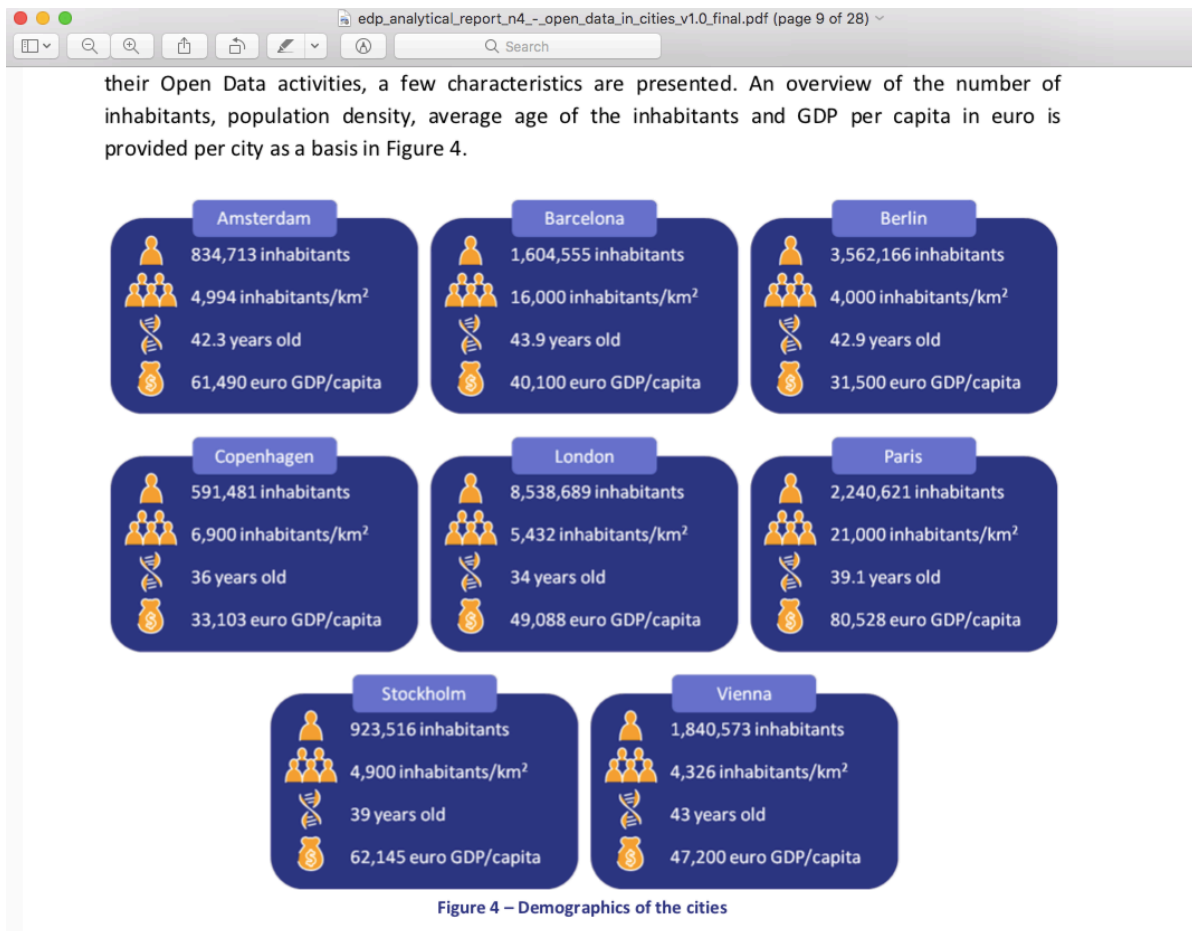 edp_analytical_report_n4_-_open_data_in_cities_v1.0_final.pdf (page 9 of 28)
Search
their Open Data activities, a few characteristics are presented. An overview of the number of
inhabitants, population density, average age of the inhabitants and GDP per capita in euro is
provided per city as a basis in Figure 4.
Amsterdam
834,713 inhabitants
4,994 inhabitants/km²
42.3 years old
61,490 euro GDP/capita
Barcelona
1,604,555 inhabitants
16,000 inhabitants/km²
43.9 years old
40,100 euro GDP/capita
Berlin
3,562,166 inhabitants
4,000 inhabitants/km²
42.9 years old
31,500 euro GDP/capita
Copenhagen
591,481 inhabitants
6,900 inhabitants/km²
36 years old
33,103 euro GDP/capita
London
8,538,689 inhabitants
5,432 inhabitants/km²
34 years old
49,088 euro GDP/capita
Paris
2,240,621 inhabitants
21,000 inhabitants/km²
39.1 years old
80,528 euro GDP/capita
Stockholm
923,516 inhabitants
4,900 inhabitants/km²
39 years old
62,145 euro GDP/capita
Vienna
1,840,573 inhabitants
4,326 inhabitants/km²
43 years old
47,200 euro GDP/capita
Figure 4 – Demographics of the cities